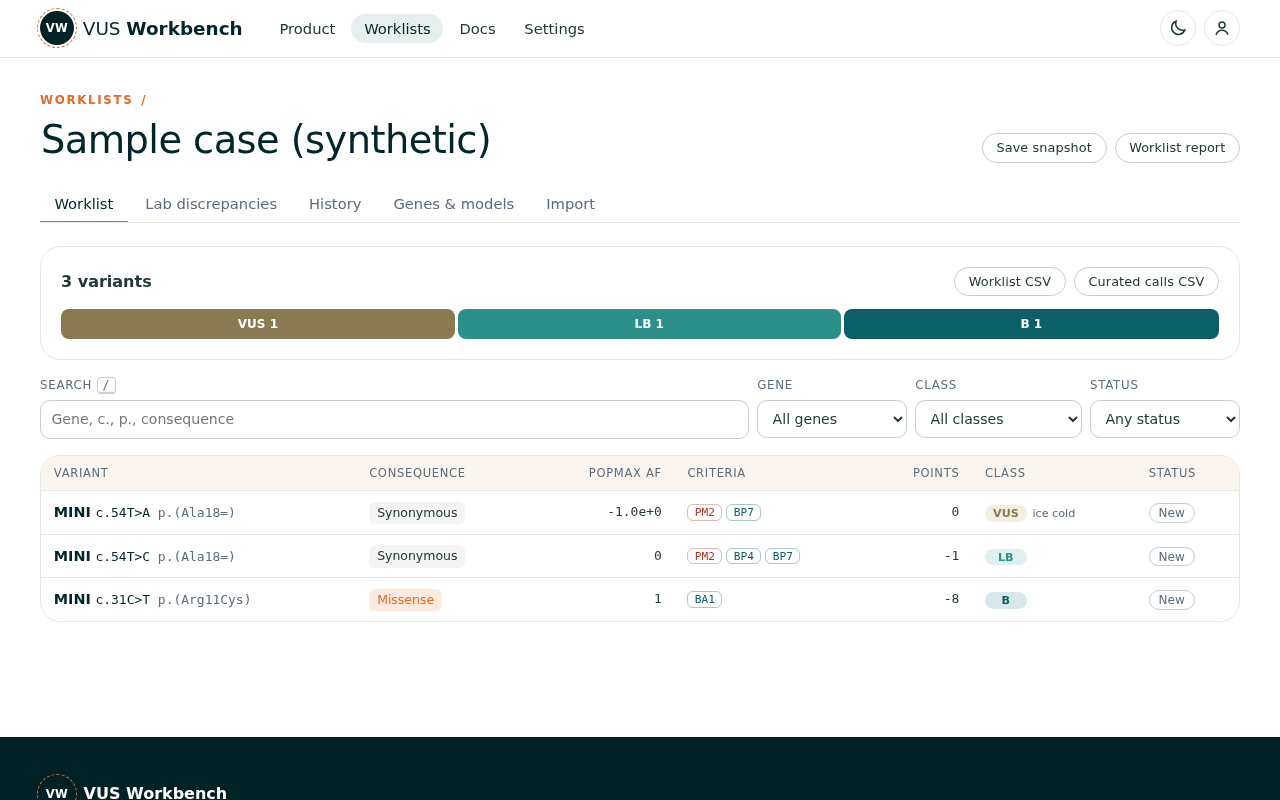 VW VUS Workbench Product Worklists Docs Settings
WORKLISTS /
Sample case (synthetic)
Save snapshot Worklist report
Worklist Lab discrepancies History Genes & models Import
3 variants Worklist CSV Curated calls CSV
VUS 1 LB 1 B 1
SEARCH / GENE CLASS STATUS
Gene, c., p., consequence All genes All classes Any status
VARIANT CONSEQUENCE POPMAX AF CRITERIA POINTS CLASS STATUS
MINI c.54T>A p.(Ala18=) Synonymous -1.0e+0 PM2 BP7 0 VUS ice cold New
MINI c.54T>C p.(Ala18=) Synonymous 0 PM2 BP4 BP7 -1 LB New
MINI c.31C>T p.(Arg11Cys) Missense 1 BA1 -8 B New
VW VUS Workbench